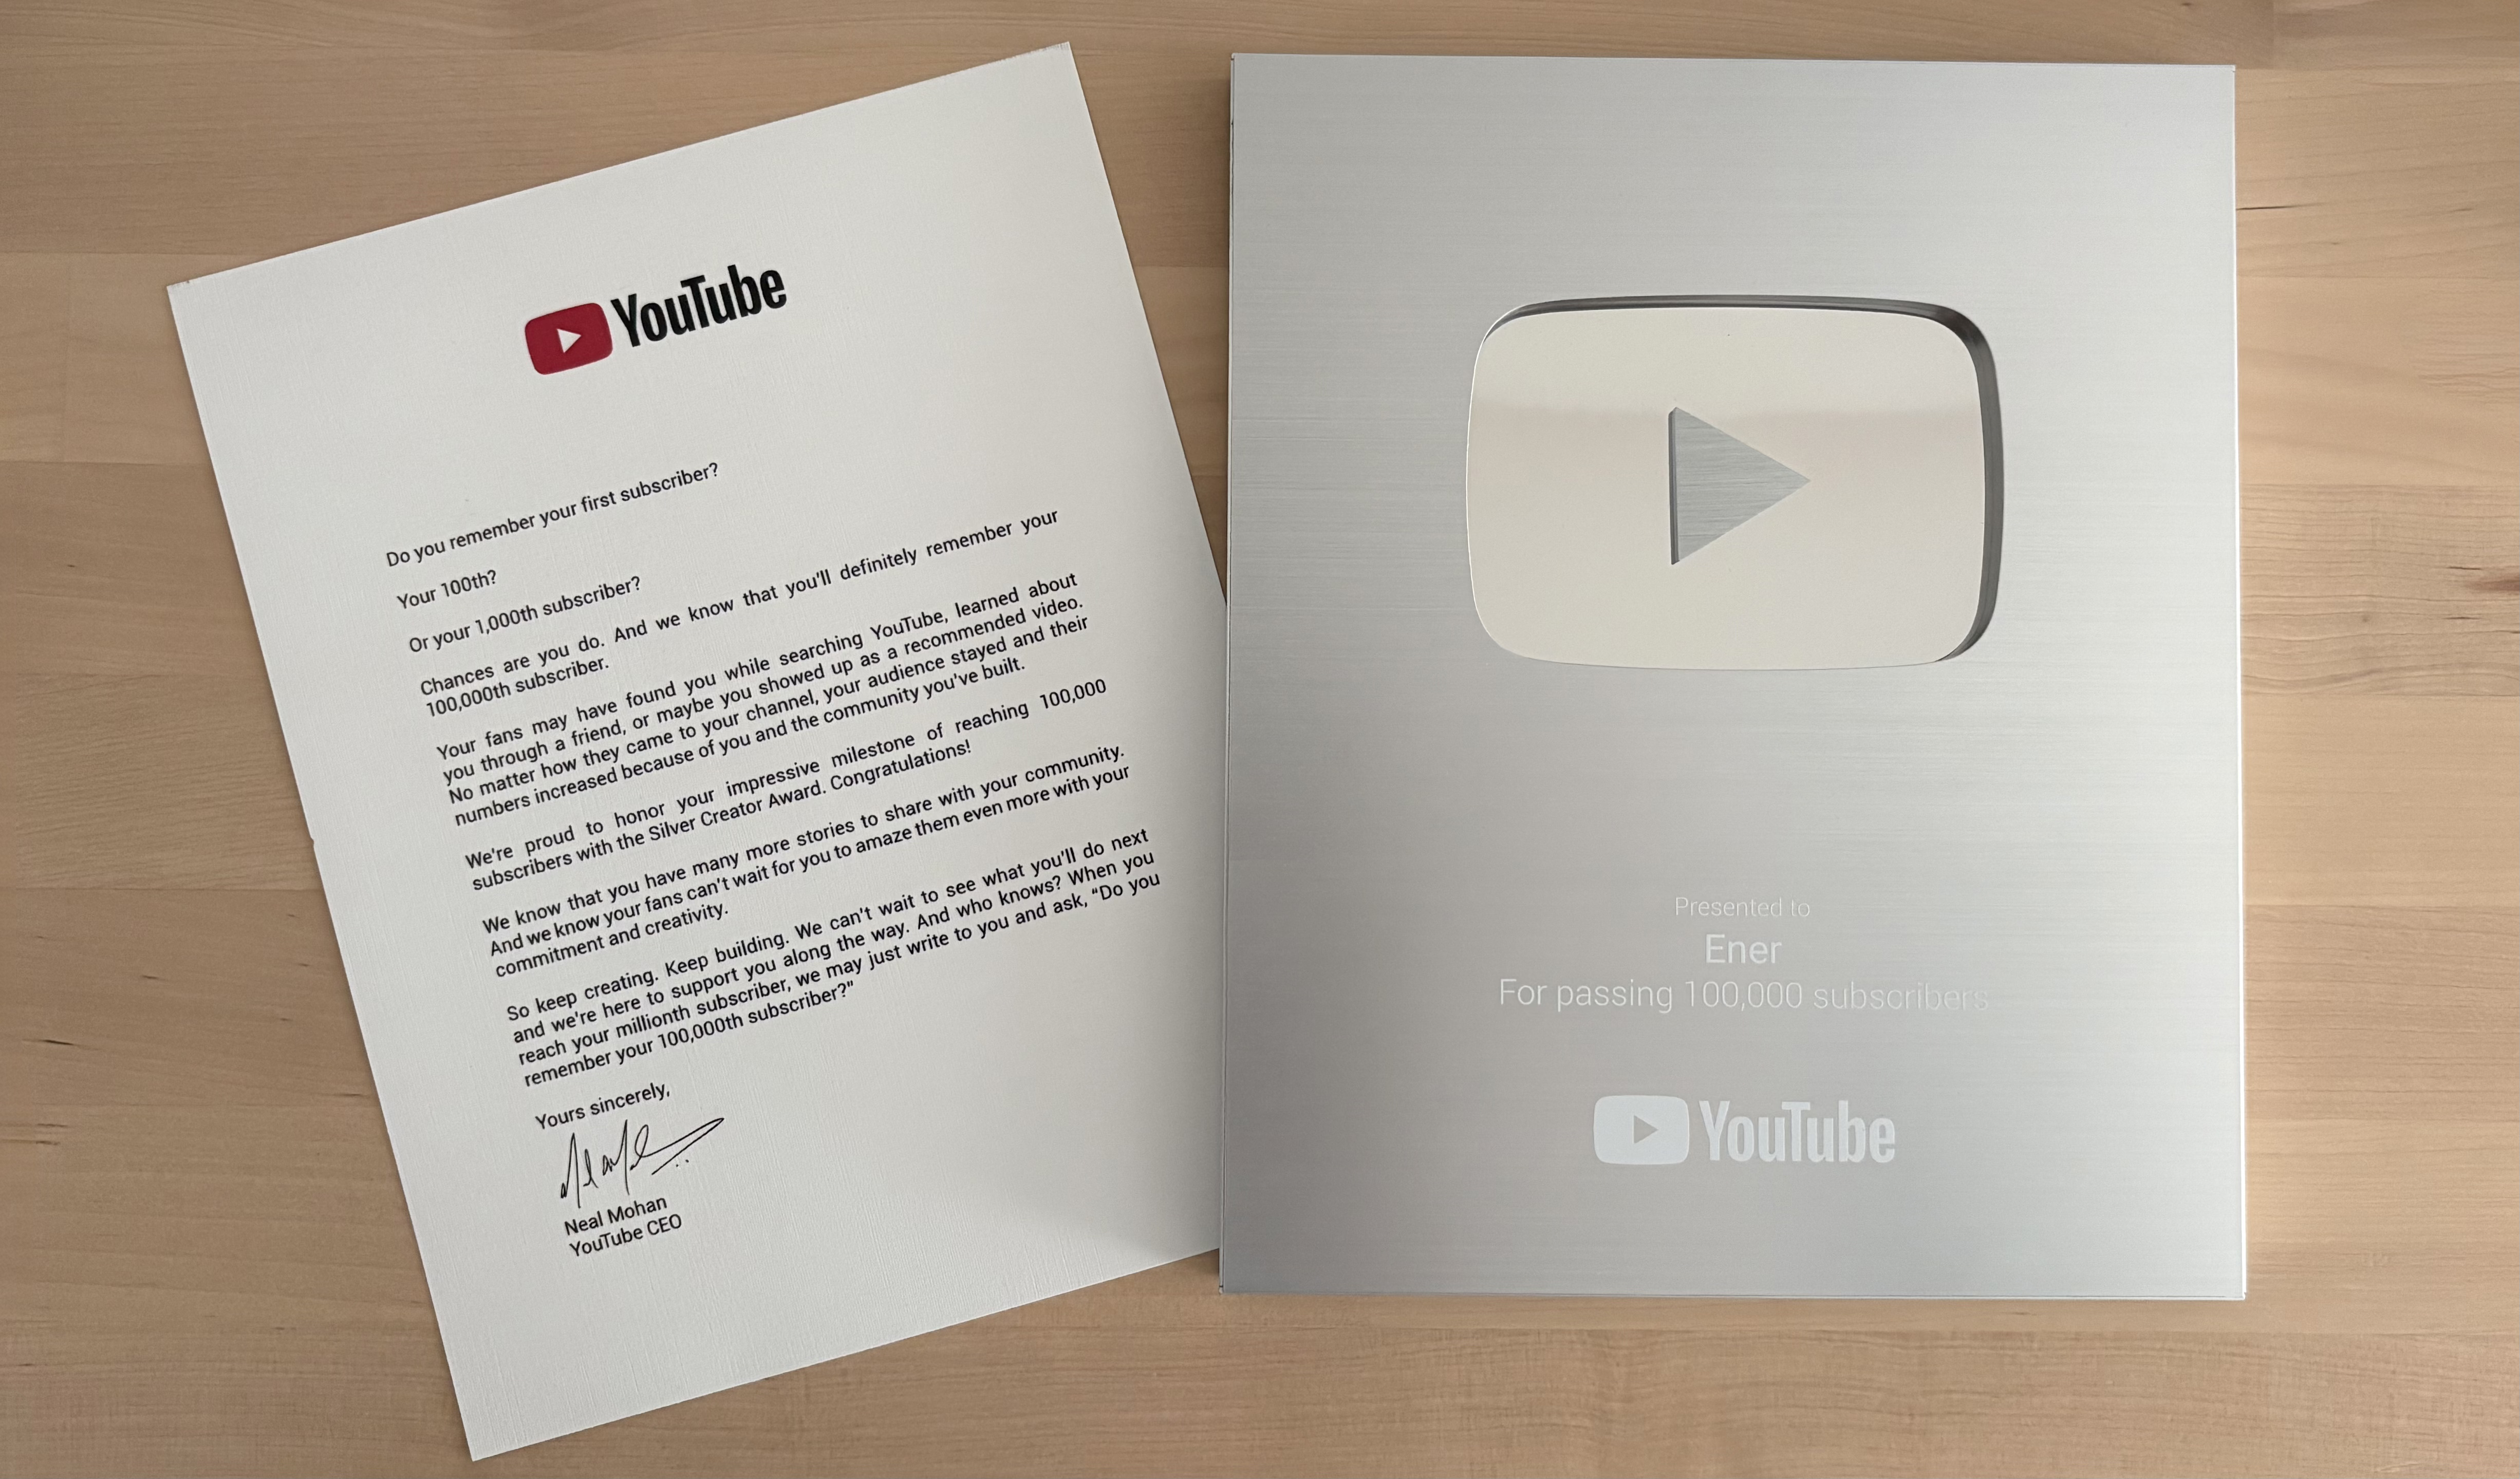 YouTube
Do you remember your first subscriber?
Your 100th?
Or your 1,000th subscriber?
Chances are you do. And we know that you'll definitely remember your
100,000th subscriber.
Your fans may have found you while searching YouTube, learned about
you through a friend, or maybe you showed up as a recommended video.
No matter how they came to your channel, your audience stayed and their
numbers increased because of you and the community you've built.
We're proud to honor your impressive milestone of reaching 100,000
subscribers with the Silver Creator Award. Congratulations!
We know that you have many more stories to share with your community.
And we know your fans can't wait for you to amaze them even more with your
commitment and creativity.
So keep creating. Keep building. We can't wait to see what you'll do next
and we're here to support you along the way. And who knows? When you
reach your millionth subscriber, we may just write to you and ask, “Do you
remember your 100,000th subscriber?"
Yours sincerely,
Neal Mohan
YouTube CEO
Presented to
Ener
For passing 100,000 subscribers
YouTube